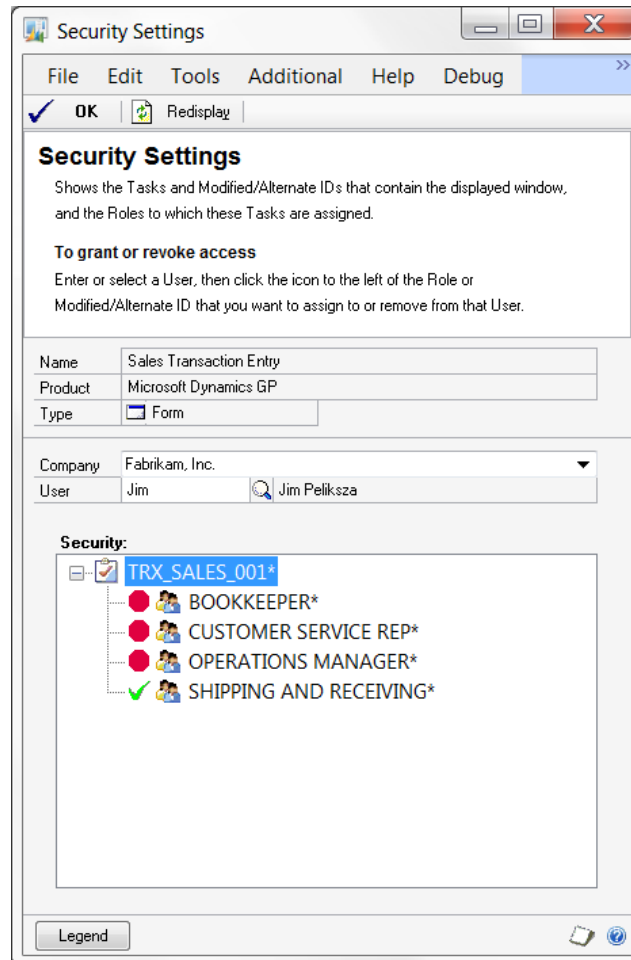 Security Settings
File Edit Tools Additional Help Debug >>
OK Redisplay
Security Settings
Shows the Tasks and Modified/Alternate IDs that contain the displayed window,
and the Roles to which these Tasks are assigned.
To grant or revoke access
Enter or select a User, then click the icon to the left of the Role or
Modified/Alternate ID that you want to assign to or remove from that User.
Name Sales Transaction Entry
Product Microsoft Dynamics GP
Type Form
Company Fabrikam, Inc.
User Jim Jim Peliksza
Security:
TRX_SALES_001*
BOOKKEEPER*
CUSTOMER SERVICE REP*
OPERATIONS MANAGER*
SHIPPING AND RECEIVING*
Legend